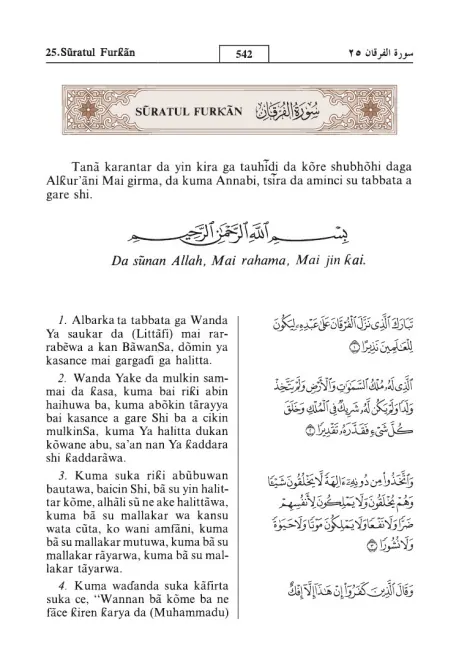 25.Sūratul Furƙān
542
سورة الفرقان ٢٥
SŪRATUL FURƘĀN
سُورَةُ الْفُرْقَانِ
Tanā karantar da yin kira ga tauhīdi da kōre shubhōhi daga
Alƙur'āni Mai girma, da kuma Annabi, tsīra da aminci su tabbata a
gare shi.
بِسْمِ اللَّهِ الرَّحْمَٰنِ الرَّحِيمِ
Da sūnan Allah, Mai rahama, Mai jin ƙai.
1. Albarka ta tabbata ga Wanda
Ya saukar da (Littāfi) mai rar-
rabēwa a kan BāwanSa, dōmin ya
kasance mai gargaɗi ga halitta.
2. Wanda Yake da mulkin sam-
mai da ƙasa, kuma bai riƙi abin
haihuwa ba, kuma abōkin tārayya
bai kasance a gare Shi ba a cikin
mulkinSa, kuma Ya halitta dukan
kōwane abu, sa'an nan Ya ƙaddara
shi ƙaddarāwa.
3. Kuma suka riƙi abūbuwan
bautawa, baicin Shi, bā su yin halit-
tar kōme, alhāli sū ne ake halittāwa,
kuma bā su mallakar wa kansu
wata cūta, ko wani amfāni, kuma
bā su mallakar mutuwa, kuma bā su
mallakar rāyarwa, kuma bā su mal-
lakar tāyarwa.
4. Kuma waɗanda suka kāfirta
suka ce, "Wannan bā kōme ba ne
fāce ƙiren ƙarya da (Muhammadu)
تَبَارَكَ الَّذِي نَزَّلَ الْفُرْقَانَ عَلَىٰ عَبْدِهِ لِيَكُونَ
لِلْعَالَمِينَ نَذِيرًا ١
الَّذِي لَهُ مُلْكُ السَّمَاوَاتِ وَالْأَرْضِ وَلَمْ يَتَّخِذْ
وَلَدًا وَلَمْ يَكُن لَّهُ شَرِيكٌ فِي الْمُلْكِ وَخَلَقَ
كُلَّ شَيْءٍ فَقَدَّرَهُ تَقْدِيرًا ٢
وَاتَّخَذُوا مِن دُونِهِ آلِهَةً لَّا يَخْلُقُونَ شَيْئًا
وَهُمْ يُخْلَقُونَ وَلَا يَمْلِكُونَ لِأَنفُسِهِمْ
ضَرًّا وَلَا نَفْعًا وَلَا يَمْلِكُونَ مَوْتًا وَلَا حَيَاةً
وَلَا نُشُورًا ٣
وَقَالَ الَّذِينَ كَفَرُوا إِنْ هَٰذَا إِلَّا إِفْكٌ